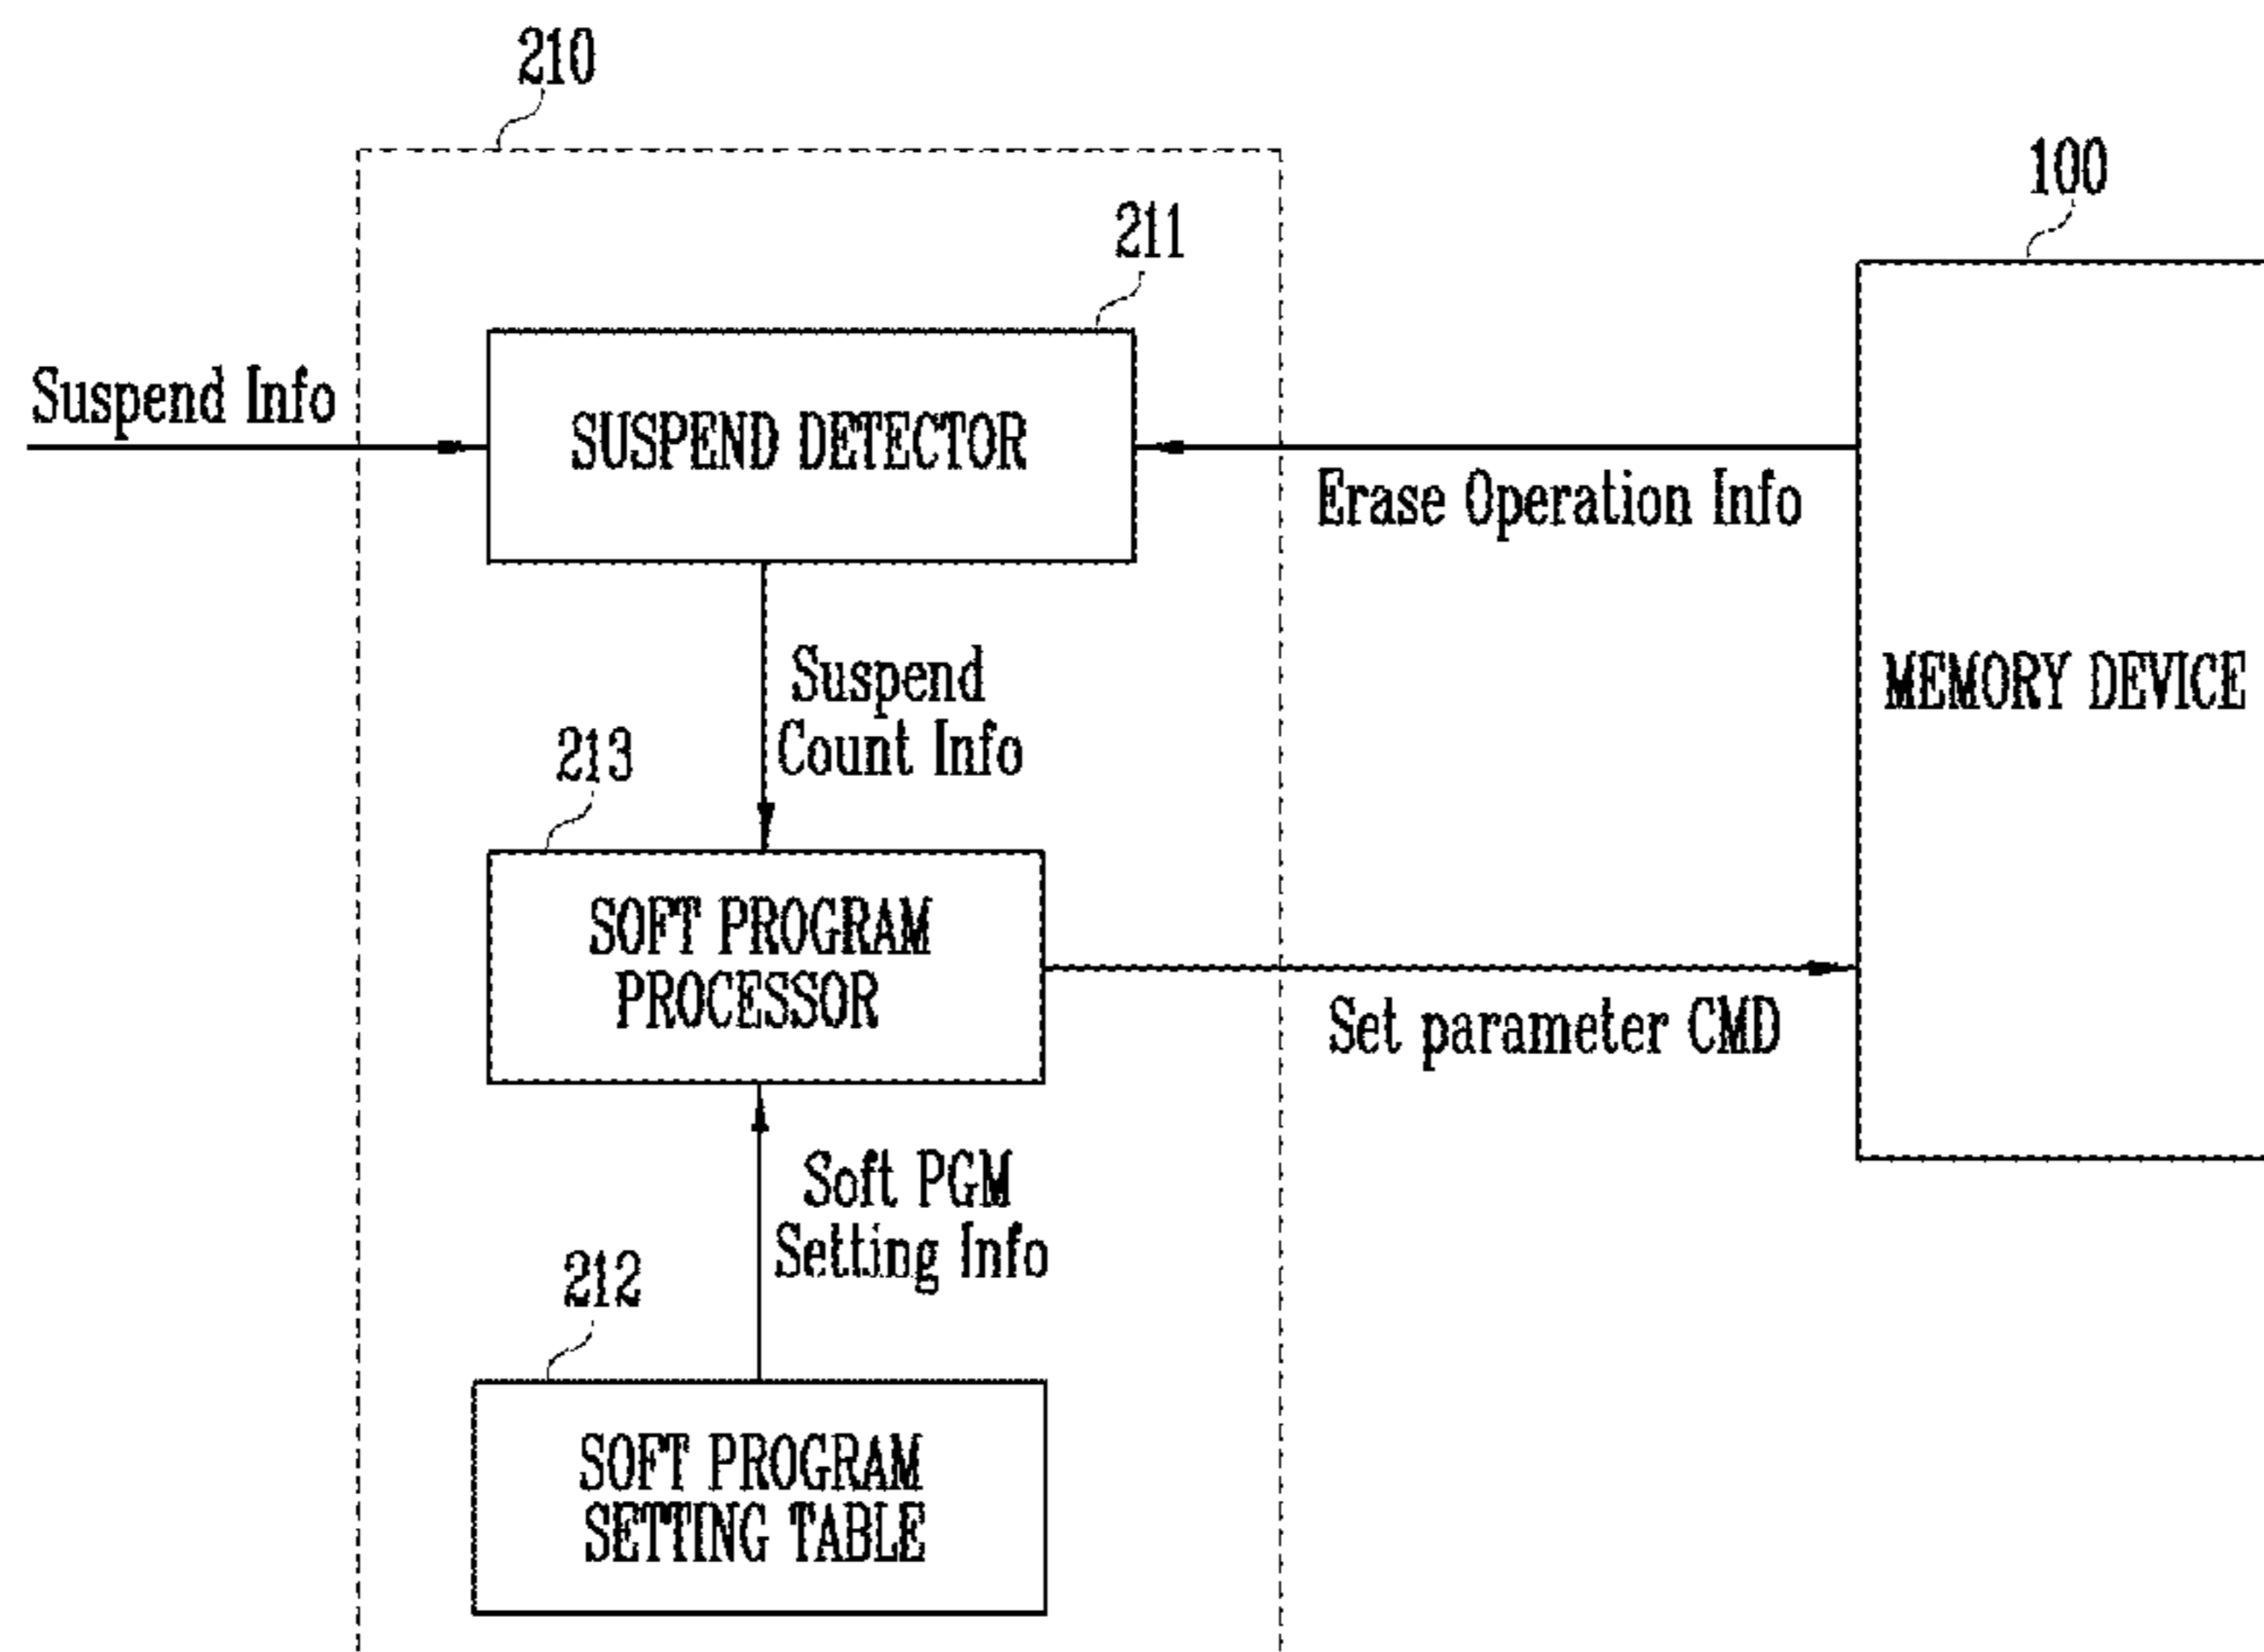 210
100
211
Suspend Info
SUSPEND DETECTOR
Erase Operation Info
MEMORY DEVICE
Suspend
Count Info
213
SOFT PROGRAM
PROCESSOR
Set parameter CMD
Soft PGM
Setting Info
212
SOFT PROGRAM
SETTING TABLE